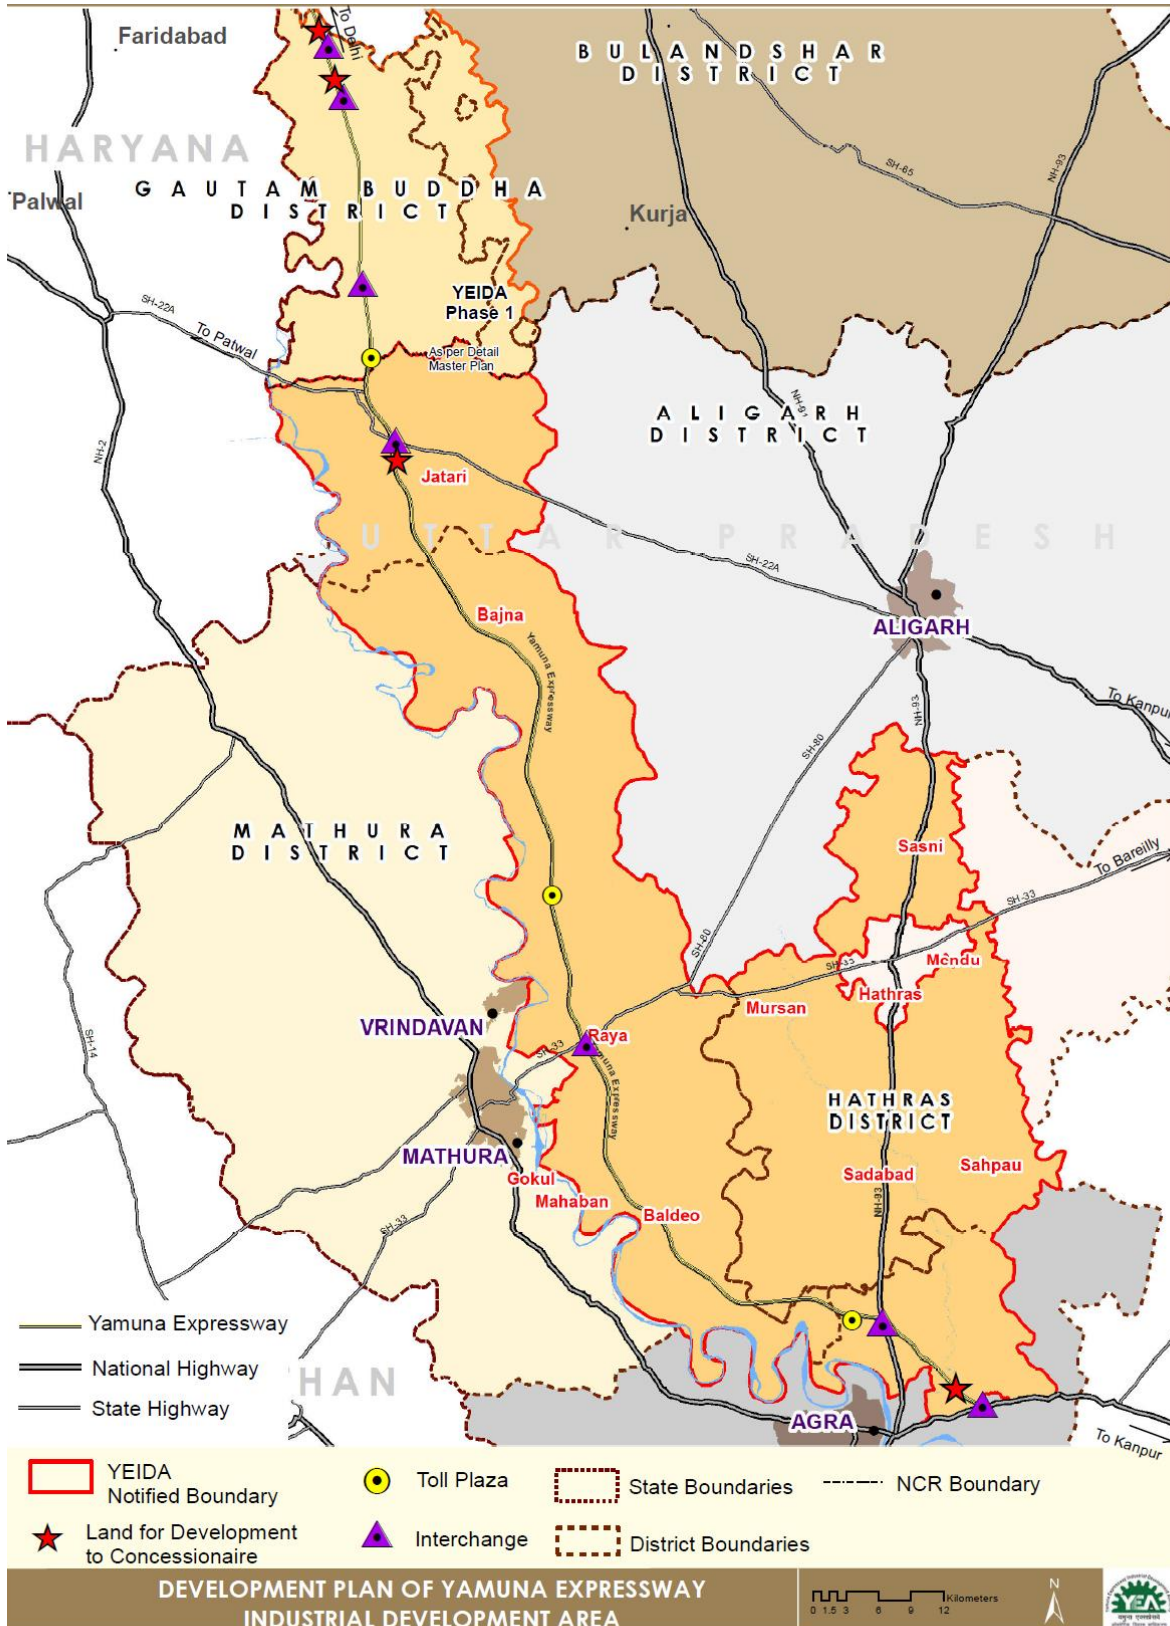 To Delhi
Faridabad
BULANDSHAR
DISTRICT
HARYANA
GAUTAM BUDDHA
DISTRICT
SH-65
NH-93
Palwal
Kurja
YEIDA
Phase 1
SH-22A
To Patwal
As per Detail
Master Plan
ALIGARH
DISTRICT
NH-91
NH-2
Jatari
UTTAR PRADESH
SH-22A
Bajna
ALIGARH
Yamuna Expressway
To Kanpur
NH-93
SH-80
MATHURA
DISTRICT
Sasni
To Bareilly
SH-33
SH-80
SH-33
Mendu
Hathras
Mursan
VRINDAVAN
Raya
SH-33
SH-14
Yamuna Expressway
HATHRAS
DISTRICT
MATHURA
Gokul
Mahaban
Sadabad
Sahpau
NH-93
Baldeo
SH-33
Yamuna Expressway
National Highway
HAN
State Highway
AGRA
To Kanpur
YEIDA
Notified Boundary
Toll Plaza
State Boundaries
NCR Boundary
Land for Development
to Concessionaire
Interchange
District Boundaries
DEVELOPMENT PLAN OF YAMUNA EXPRESSWAY
INDUSTRIAL DEVELOPMENT AREA
Kilometers
0 1.5 3 6 9 12
N
YEA